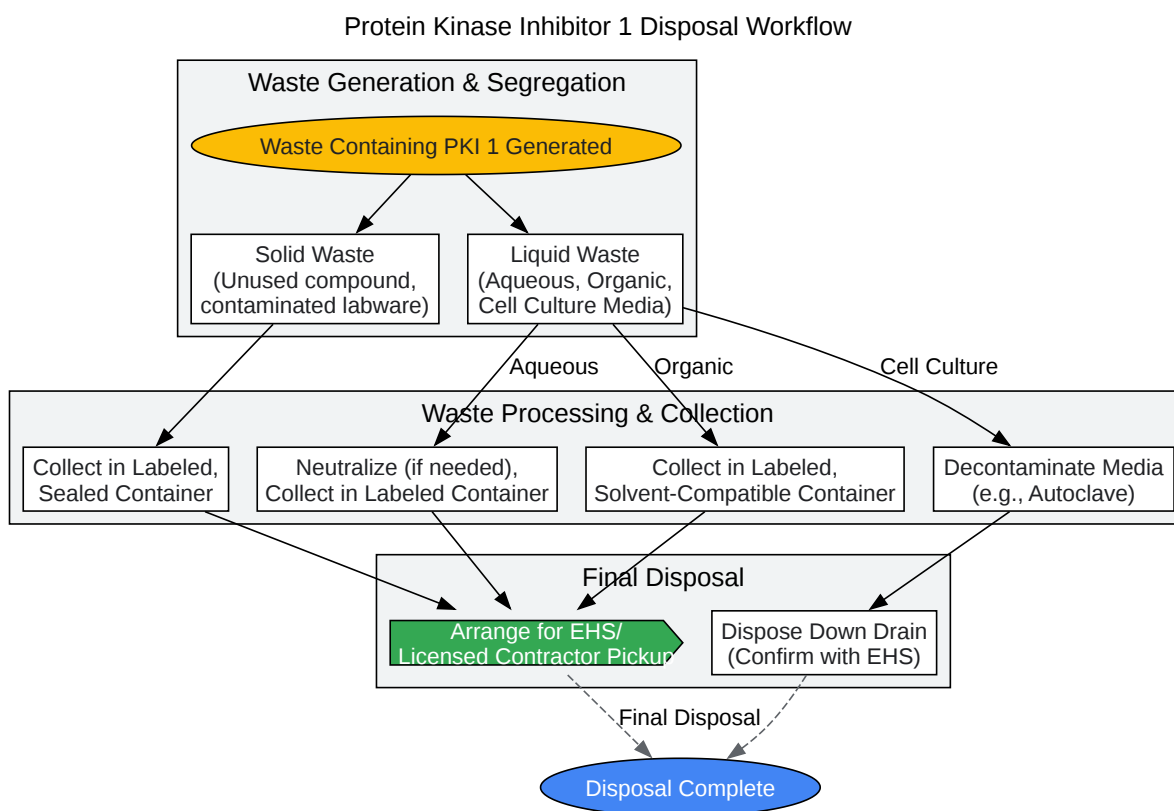 Protein Kinase Inhibitor 1 Disposal Workflow
Waste Generation & Segregation
Waste Containing PKI 1 Generated
Solid Waste
(Unused compound,
contaminated labware)
Liquid Waste
(Aqueous, Organic,
Cell Culture Media)
Aqueous
Organic
Cell Culture
Waste Processing & Collection
Collect in Labeled,
Sealed Container
Neutralize (if needed),
Collect in Labeled Container
Collect in Labeled,
Solvent-Compatible Container
Decontaminate Media
(e.g., Autoclave)
Final Disposal
Arrange for EHS/
Licensed Contractor Pickup
Dispose Down Drain
(Confirm with EHS)
Final Disposal
Disposal Complete